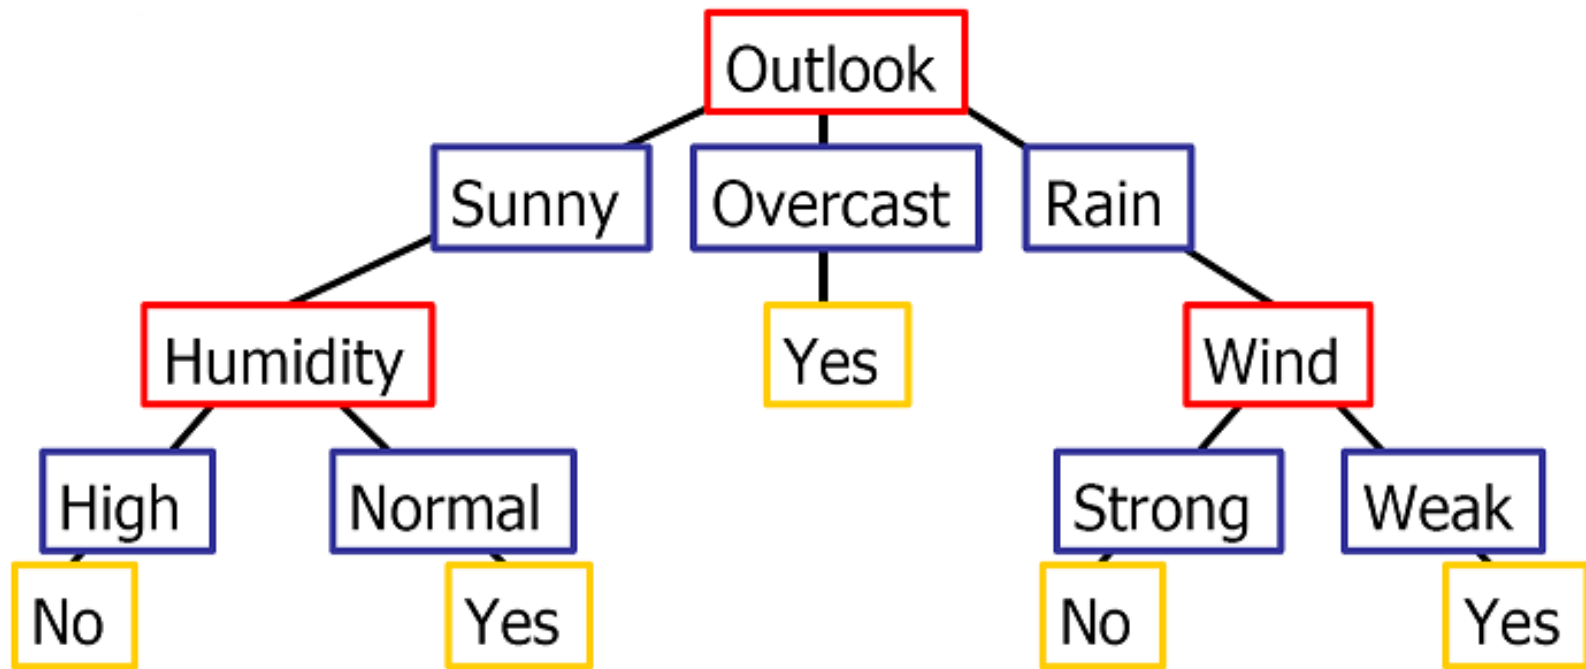 Outlook
Sunny Overcast Rain
Humidity Yes Wind
High Normal Strong Weak
No Yes No Yes